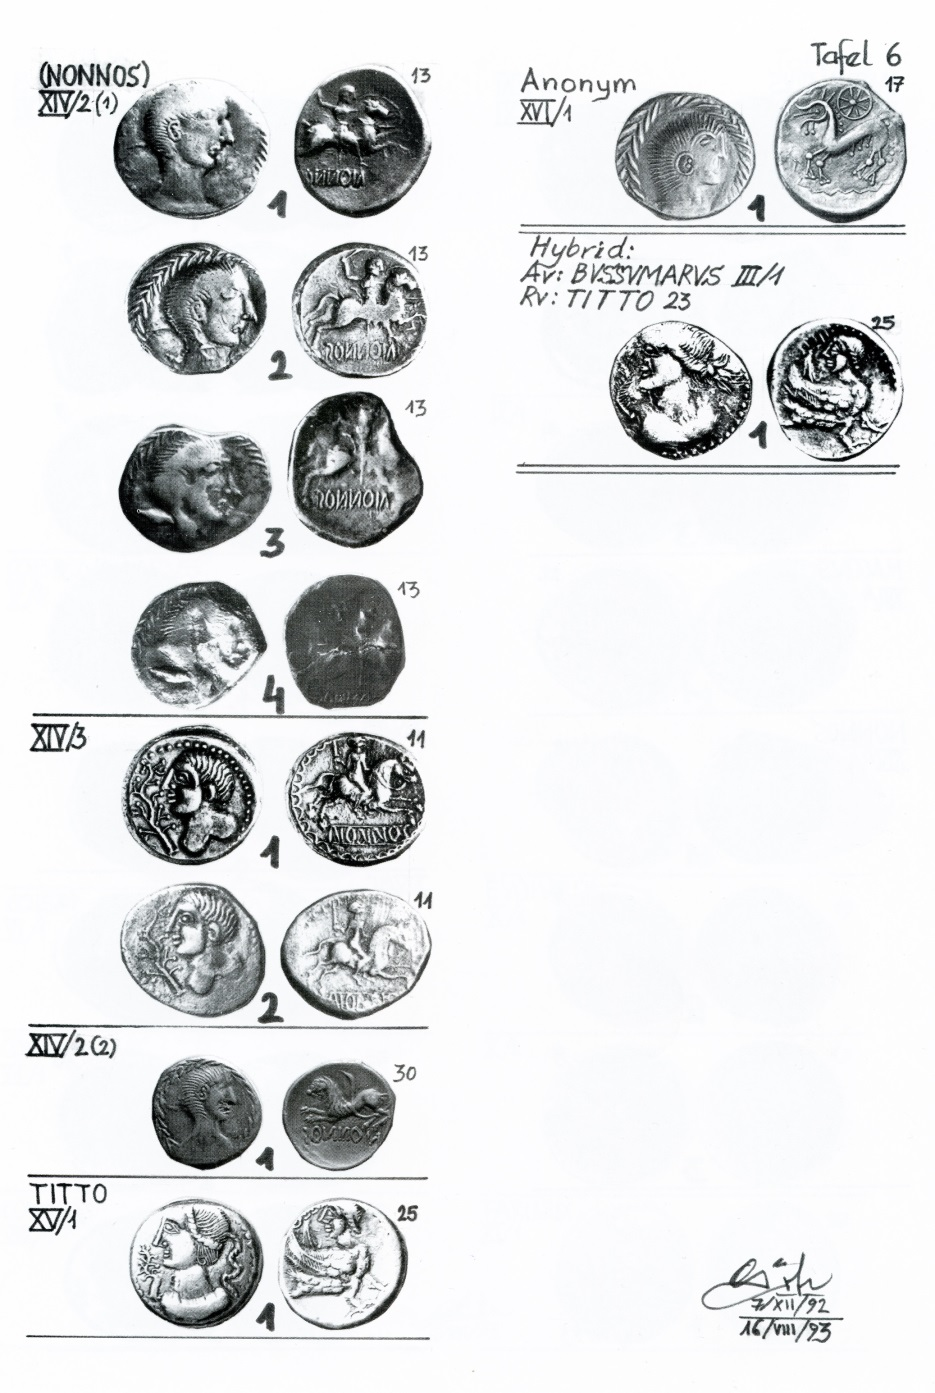 Tafel 6
(NONNOS)
XIV/2(1)
13
1
13
2
13
3
13
4
XIV/3
11
1
NONNO
11
2
XIV/2(2)
30
1
TITTO
XV/1
25
1
Anonym
XVI/1
17
1
Hybrid:
Av: BVSSVMARVS III/1
Rv: TITTO 23
25
1
7/XII/92
16/VIII/93